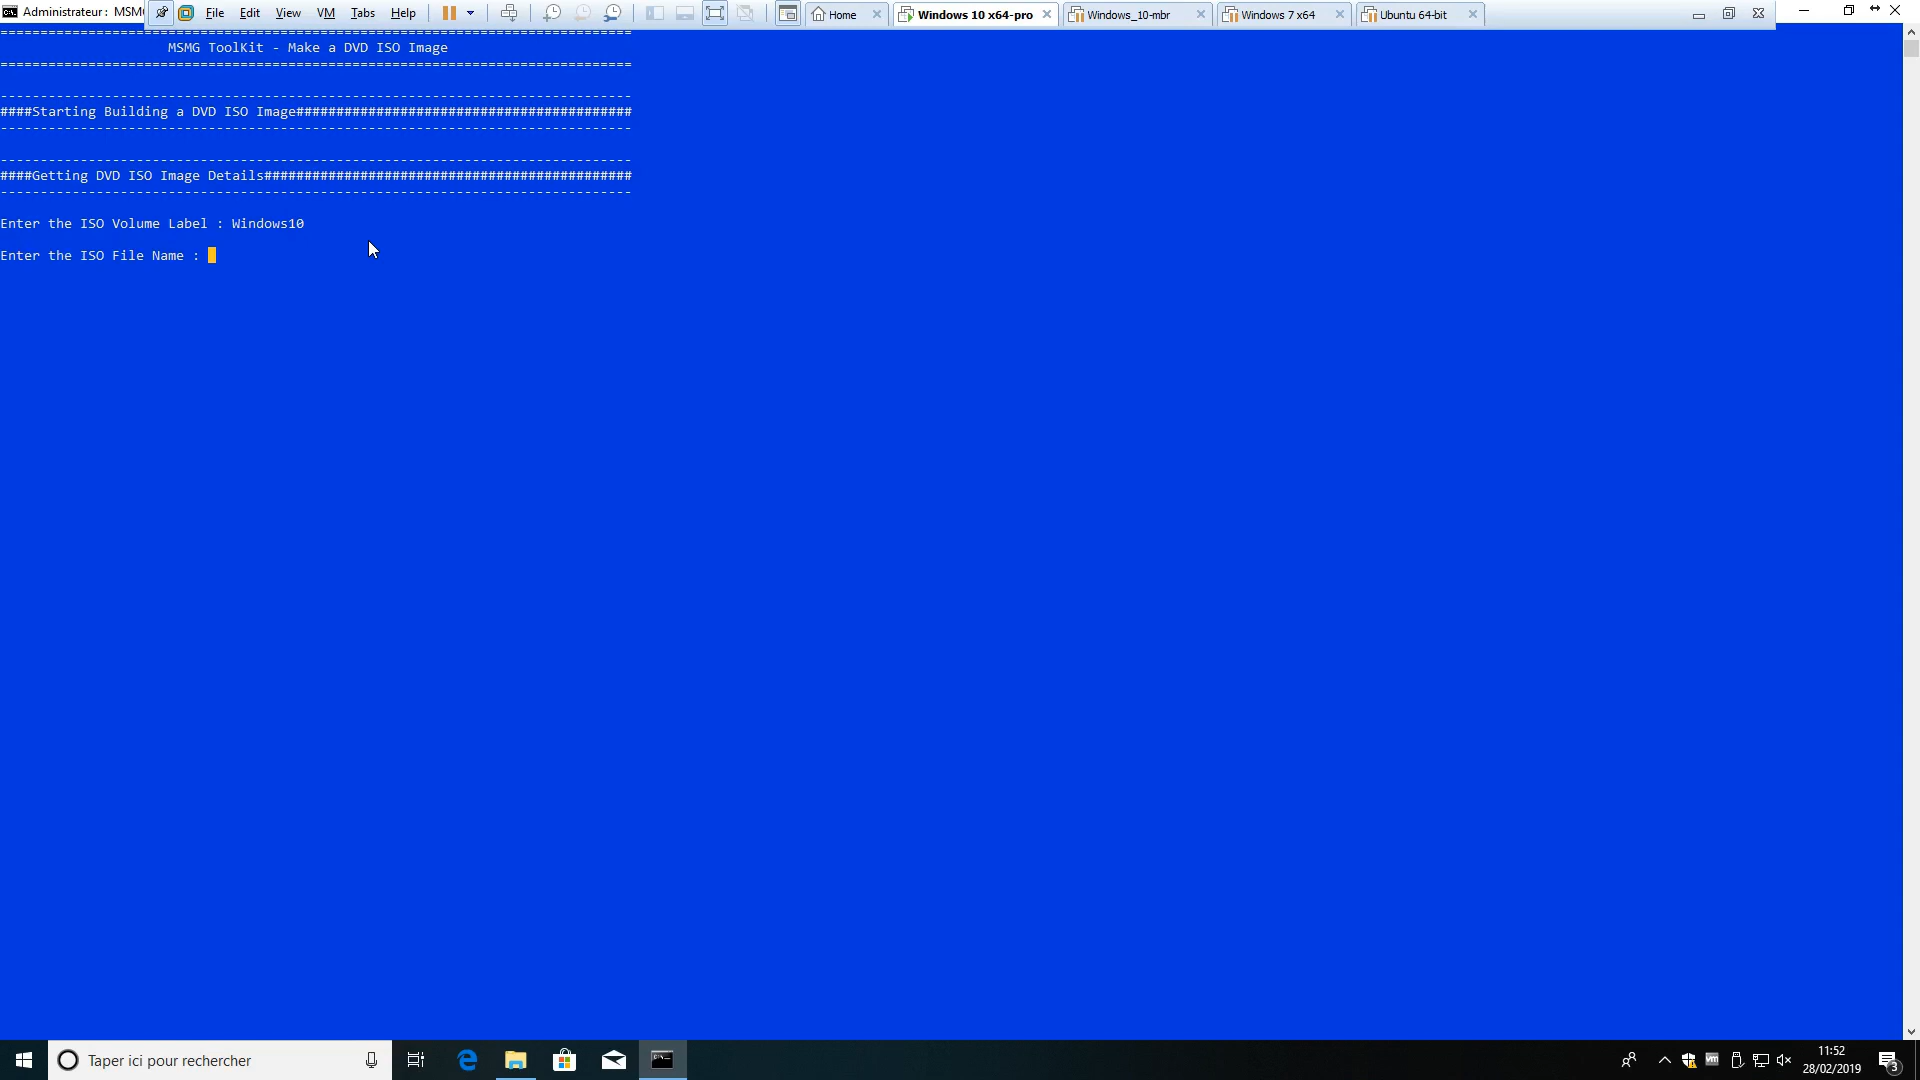 Administrateur : MSMG
File Edit View VM Tabs Help
Home
Windows 10 x64-pro
Windows_10-mbr
Windows 7 x64
Ubuntu 64-bit
===============================================================================
MSMG ToolKit - Make a DVD ISO Image
===============================================================================
-------------------------------------------------------------------------------
####Starting Building a DVD ISO Image##########################################
-------------------------------------------------------------------------------
-------------------------------------------------------------------------------
####Getting DVD ISO Image Details##############################################
-------------------------------------------------------------------------------
Enter the ISO Volume Label : Windows10
Enter the ISO File Name :
Taper ici pour rechercher
11:52
28/02/2019
3